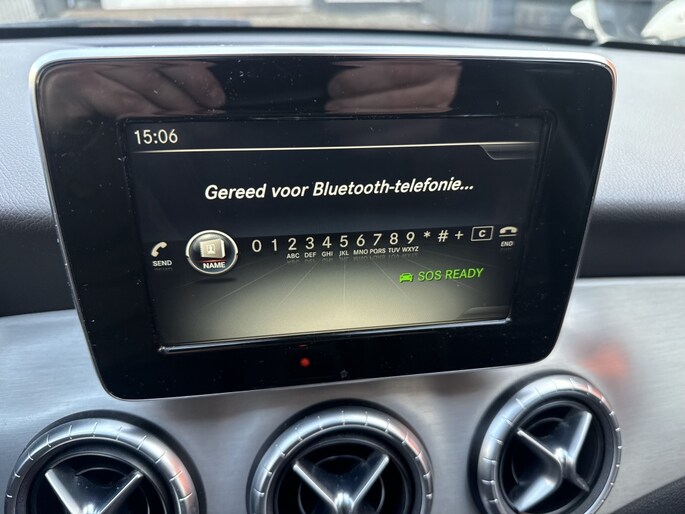 15:06
Gereed voor Bluetooth-telefonie...
SEND NAME 0 1 2 3 4 5 6 7 8 9 * # + C END
ABC DEF GHI JKL MNO PQRS TUV WXYZ
SOS READY